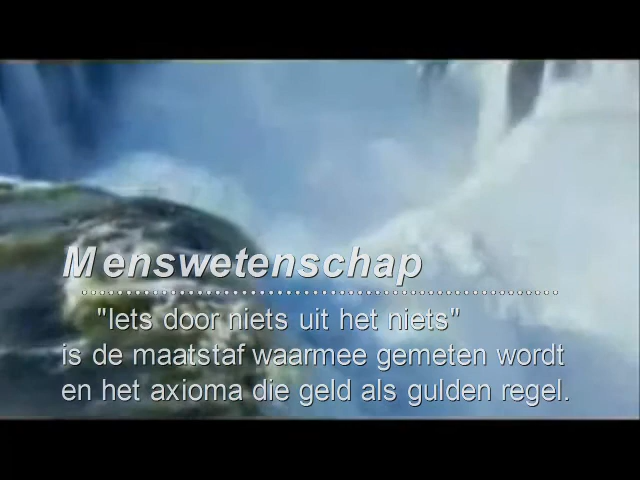 Menswetenschap
"Iets door niets uit het niets"
is de maatstaf waarmee gemeten wordt
en het axioma die geld als gulden regel.